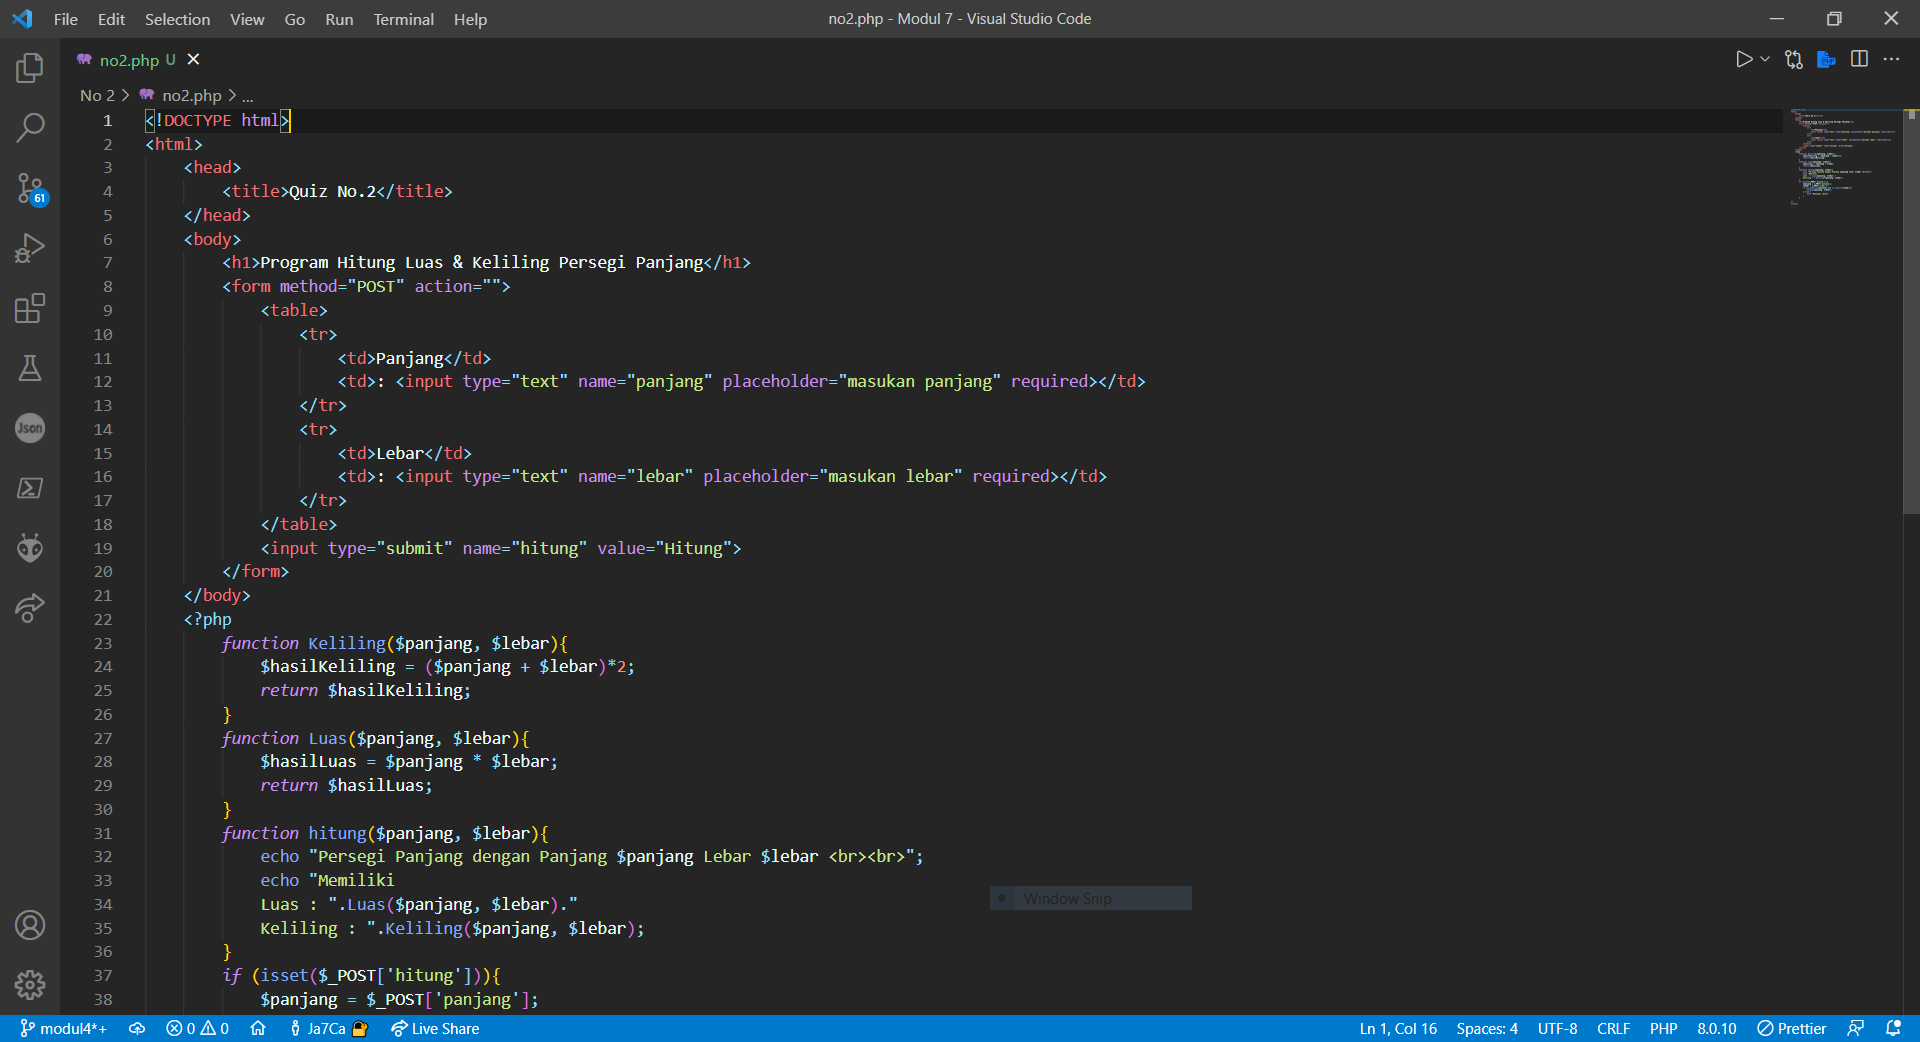 File Edit Selection View Go Run Terminal Help
no2.php - Modul 7 - Visual Studio Code
no2.php U
No 2 > no2.php > ...
1 <!DOCTYPE html>
2 <html>
3 <head>
4 <title>Quiz No.2</title>
5 </head>
6 <body>
7 <h1>Program Hitung Luas & Keliling Persegi Panjang</h1>
8 <form method="POST" action="">
9 <table>
10 <tr>
11 <td>Panjang</td>
12 <td>: <input type="text" name="panjang" placeholder="masukan panjang" required></td>
13 </tr>
14 <tr>
15 <td>Lebar</td>
16 <td>: <input type="text" name="lebar" placeholder="masukan lebar" required></td>
17 </tr>
18 </table>
19 <input type="submit" name="hitung" value="Hitung">
20 </form>
21 </body>
22 <?php
23 function Keliling($panjang, $lebar){
24 $hasilKeliling = ($panjang + $lebar)*2;
25 return $hasilKeliling;
26 }
27 function Luas($panjang, $lebar){
28 $hasilLuas = $panjang * $lebar;
29 return $hasilLuas;
30 }
31 function hitung($panjang, $lebar){
32 echo "Persegi Panjang dengan Panjang $panjang Lebar $lebar <br><br>";
33 echo "Memiliki
34 Luas : ".Luas($panjang, $lebar)."
35 Keliling : ".Keliling($panjang, $lebar);
36 }
37 if (isset($_POST['hitung'])){
38 $panjang = $_POST['panjang'];
61
Json
Window Snip
modul4*+ 0 0 Ja7Ca Live Share Ln 1, Col 16 Spaces: 4 UTF-8 CRLF PHP 8.0.10 Prettier